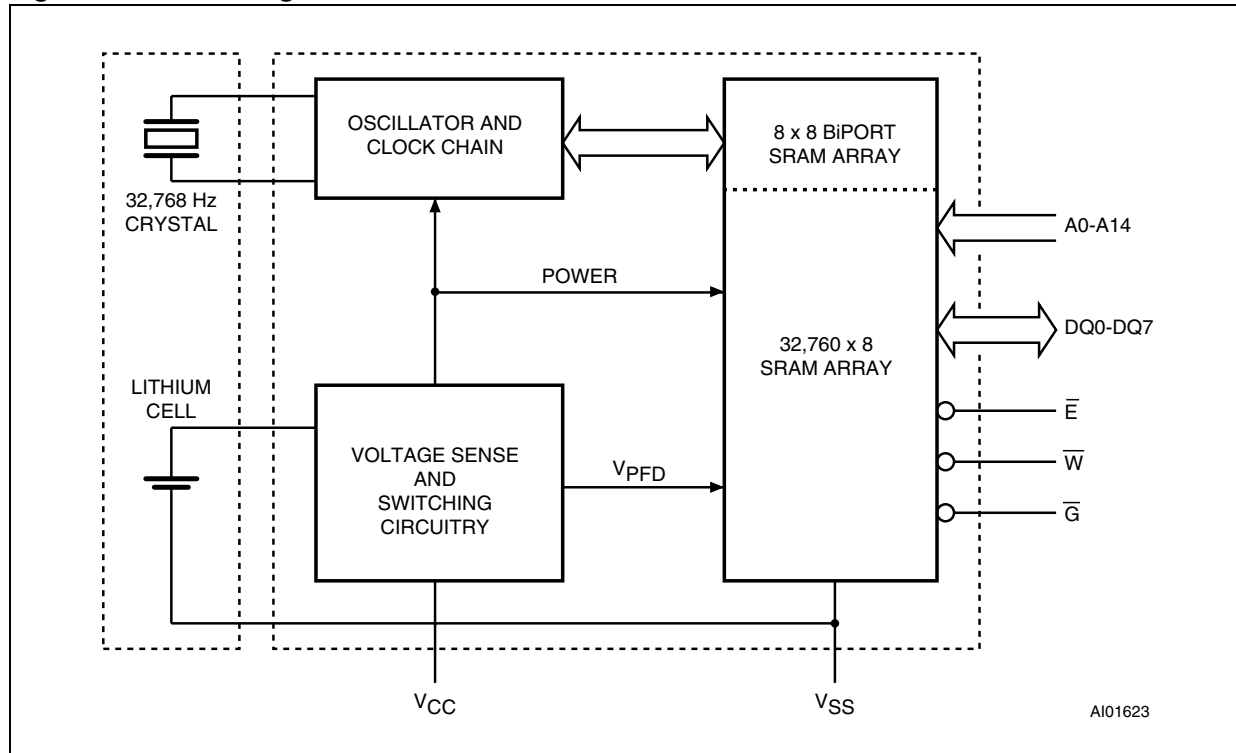 OSCILLATOR AND
CLOCK CHAIN
8 x 8 BiPORT
SRAM ARRAY
32,768 Hz
CRYSTAL
A0-A14
POWER
DQ0-DQ7
32,760 x 8
SRAM ARRAY
LITHIUM
CELL
E̅
VOLTAGE SENSE
AND
SWITCHING
CIRCUITRY
VPFD
W̅
G̅
VCC
VSS
AI01623